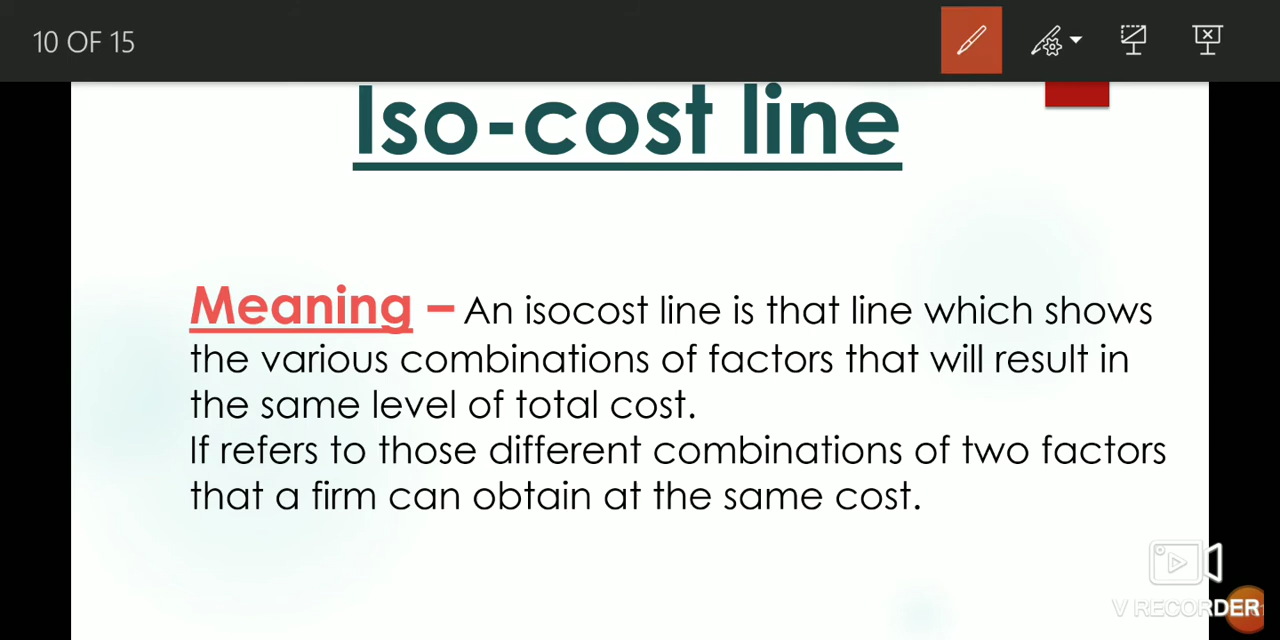 10 OF 15
Iso-cost line
Meaning – An isocost line is that line which shows
the various combinations of factors that will result in
the same level of total cost.
If refers to those different combinations of two factors
that a firm can obtain at the same cost.
V RECORDER